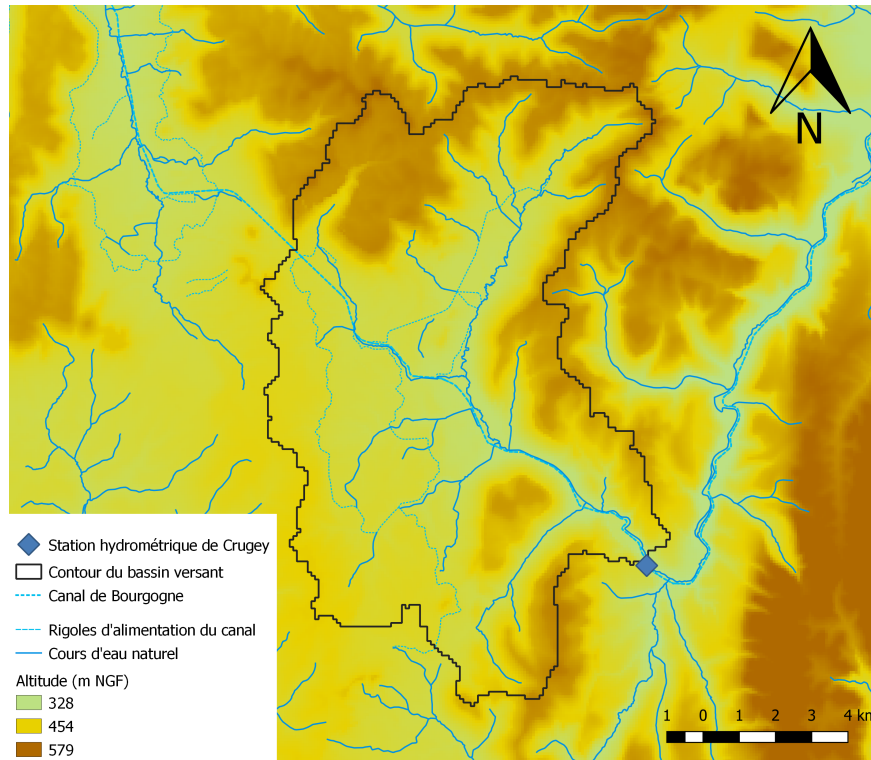 N
Station hydrométrique de Crugey
Contour du bassin versant
Canal de Bourgogne
Rigoles d'alimentation du canal
Cours d'eau naturel
Altitude (m NGF)
328
454
579
1 0 1 2 3 4 km